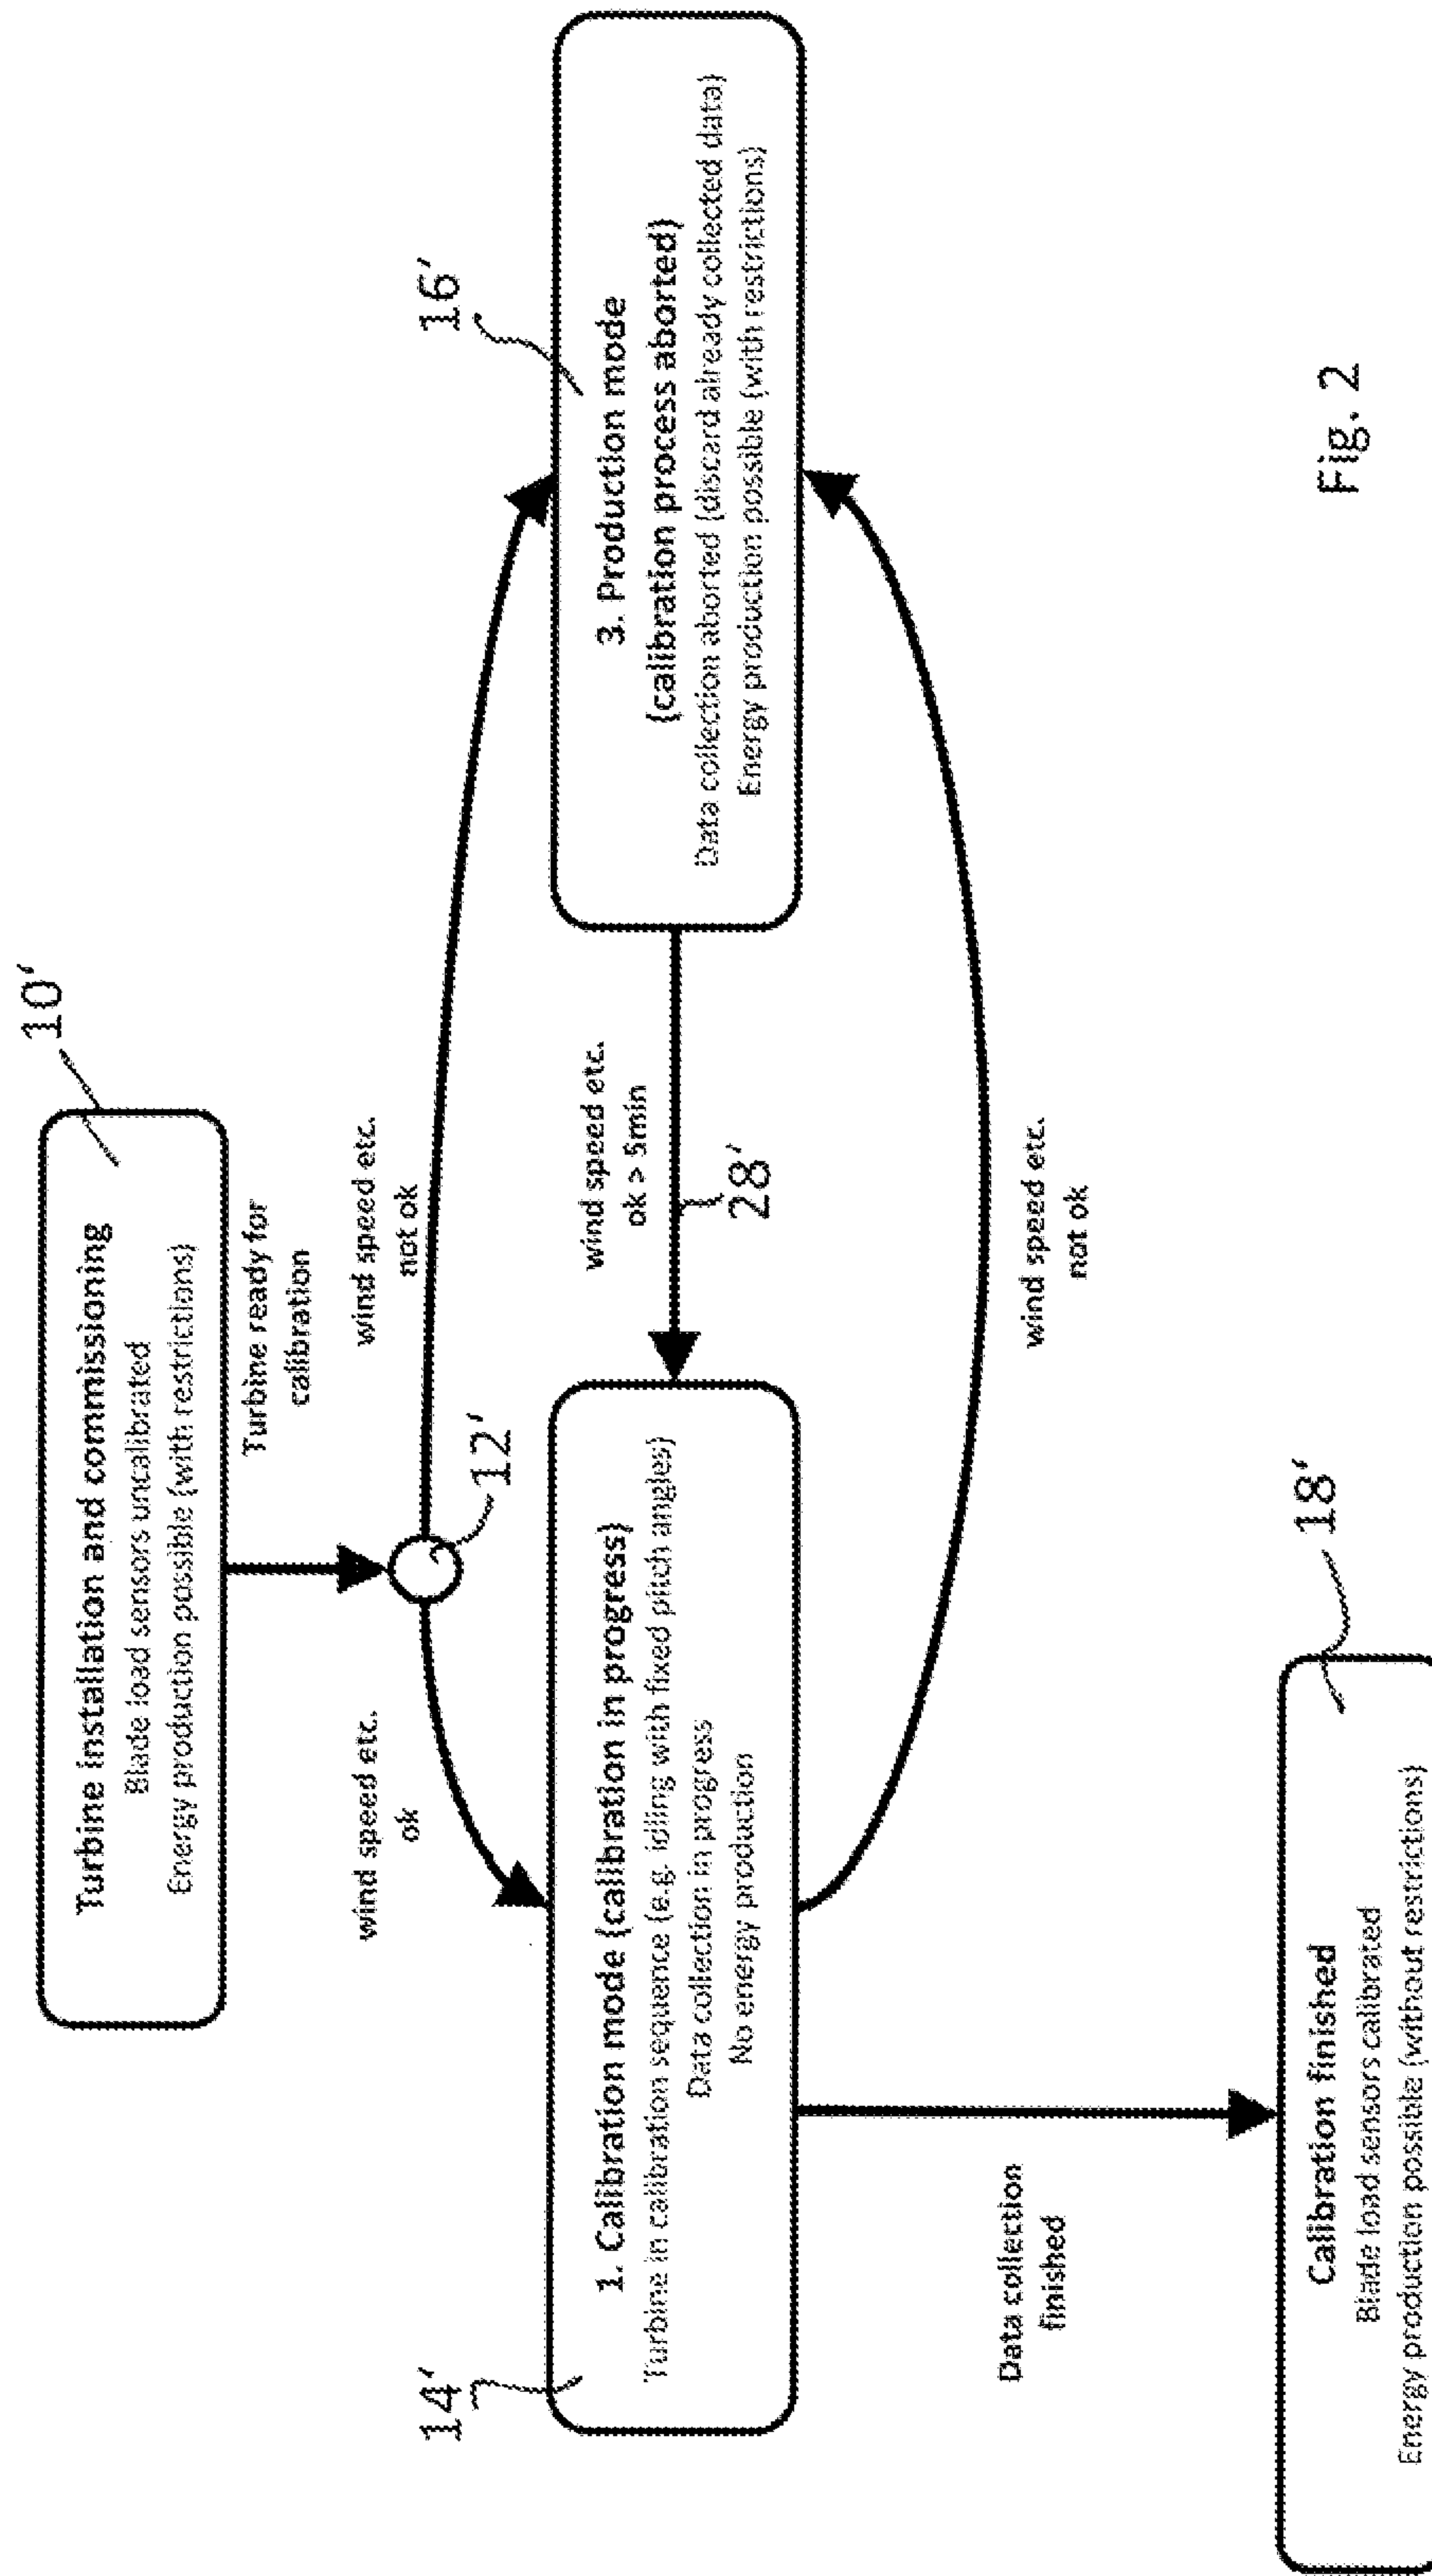 10′
Turbine installation and commissioning
Blade load sensors uncalibrated
Energy production possible (with restrictions)
Turbine ready for
calibration
wind speed etc.
ok
12′
wind speed etc.
not ok
14′
1. Calibration mode (calibration in progress)
Turbine in calibration sequence (e.g. idling with fixed pitch angles)
Data collection in progress
No energy production
wind speed etc.
ok > 5min
28′
16′
3. Production mode
(calibration process aborted)
Data collection aborted (discard already collected data)
Energy production possible (with restrictions)
wind speed etc.
not ok
Data collection
finished
18′
Calibration finished
Blade load sensors calibrated
Energy production possible (without restrictions)
Fig. 2